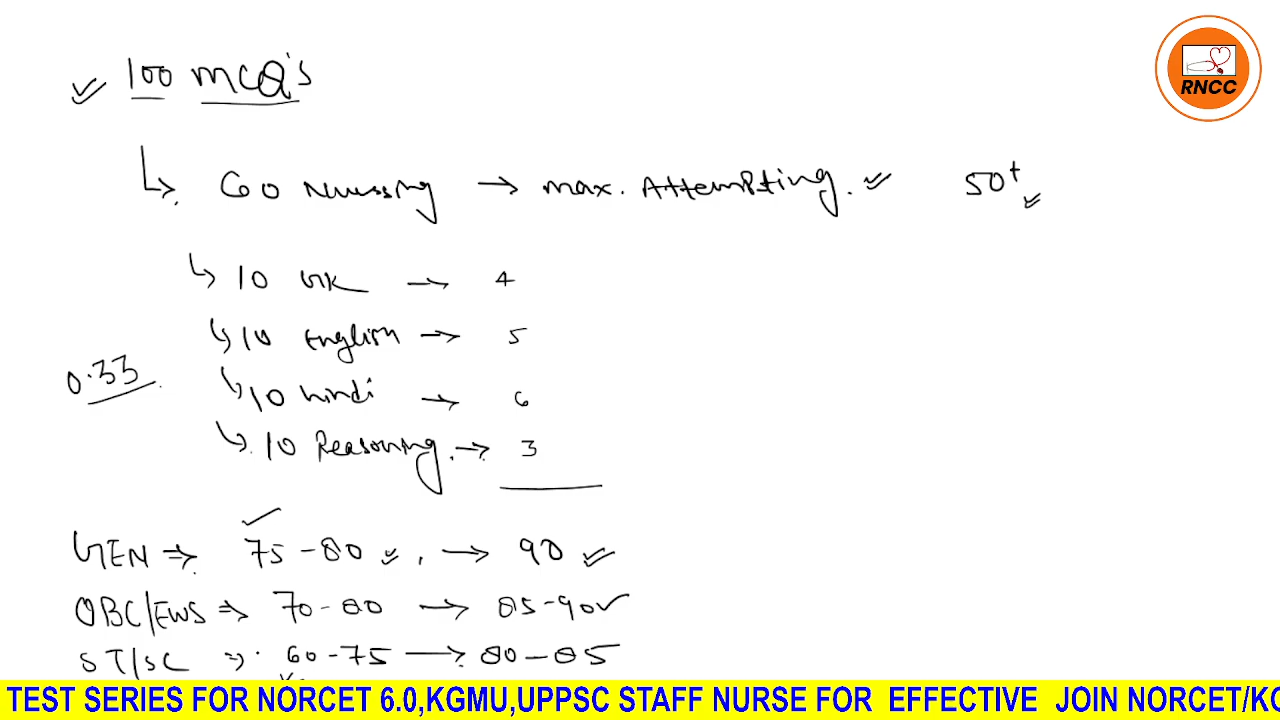 100 MCQ's
RNCC
↳ 60 Nursing → max. Attempting. 50+
↳ 10 GK → 4
↳ 10 English → 5
0.33
↳ 10 hindi → 6
↳ 10 Reasoning. → 3
GEN ⇒ 75-80, → 90
OBC/EWS ⇒ 70-80 → 85-90
ST/SC ⇒ 60-75 → 80-85
TEST SERIES FOR NORCET 6.0,KGMU,UPPSC STAFF NURSE FOR EFFECTIVE JOIN NORCET/KG